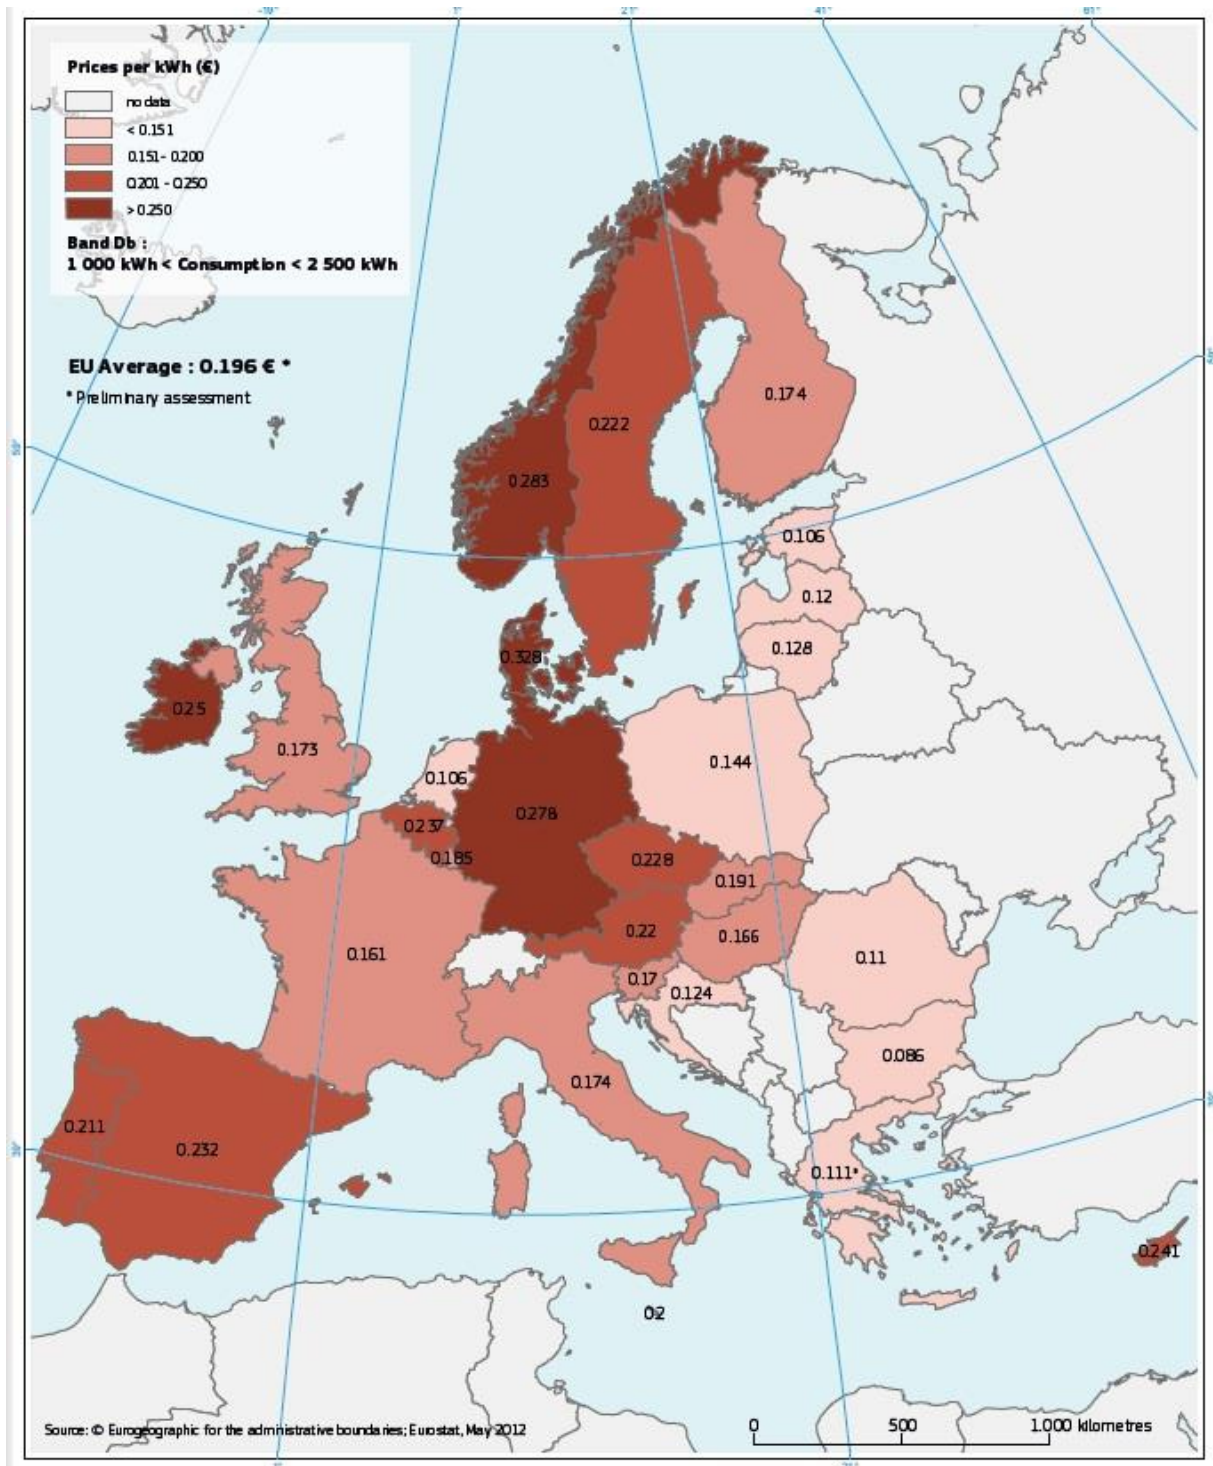 -19° 1° 21° 41° 61°
Prices per kWh (€)
no data
< 0.151
0.151 - 0.200
0.201 - 0.250
> 0.250
Band Db :
1 000 kWh < Consumption < 2 500 kWh
EU Average : 0.196 € *
* Preliminary assessment
0.174
0.222
0.283
0.106
0.12
0.128
0.328
0.25
0.173
0.144
0.106
0.278
0.237
0.185
0.228
0.191
0.22
0.166
0.161
0.11
0.17
0.124
0.086
0.174
0.211
0.232
0.111*
0.241
0.2
0 500 1.000 kilometres
Source: © Eurogeographic for the administrative boundaries; Eurostat, May 2012